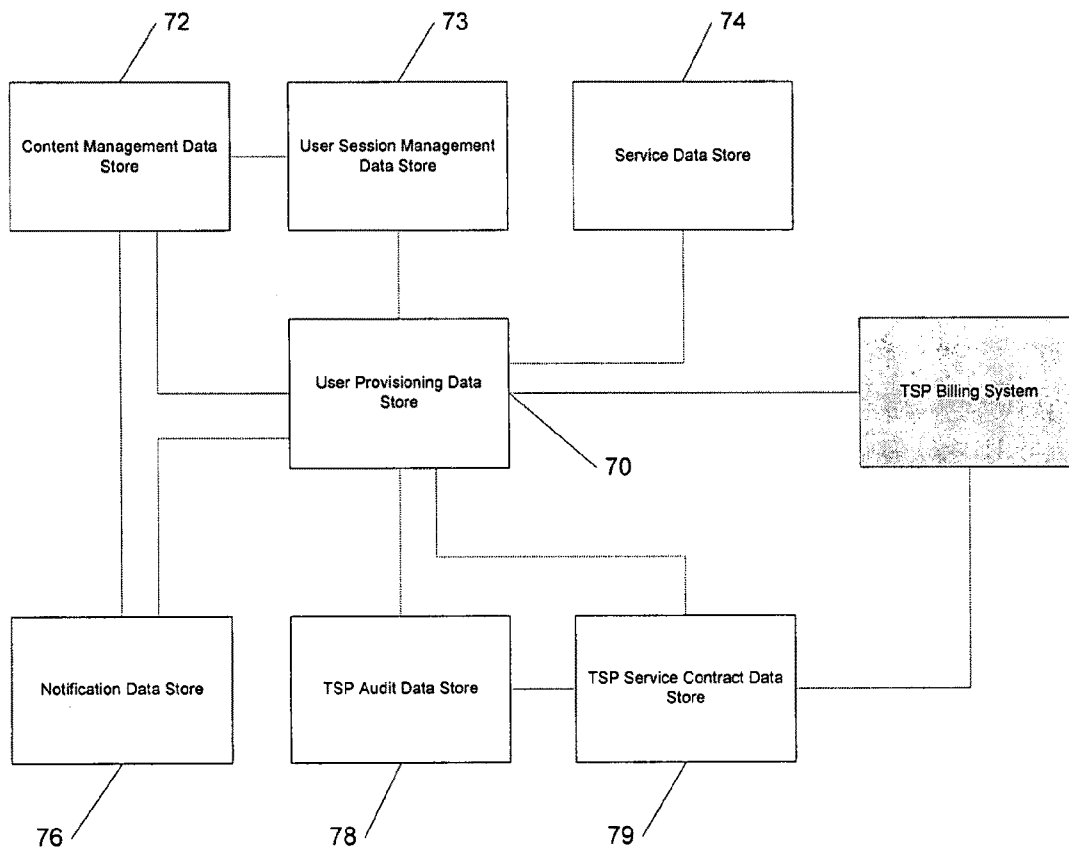 72
73
74
Content Management Data
Store
User Session Management
Data Store
Service Data Store
User Provisioning Data
Store
TSP Billing System
70
Notification Data Store
TSP Audit Data Store
TSP Service Contract Data
Store
76
78
79